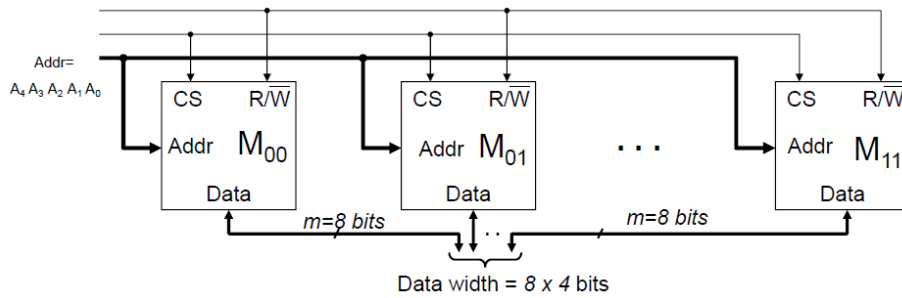 Addr=
A₄ A₃ A₂ A₁ A₀
CS R/W̅
Addr M₀₀
Data
CS R/W̅
Addr M₀₁
Data
. . .
CS R/W̅
Addr M₁₁
Data
m=8 bits
. .
m=8 bits
Data width = 8 x 4 bits